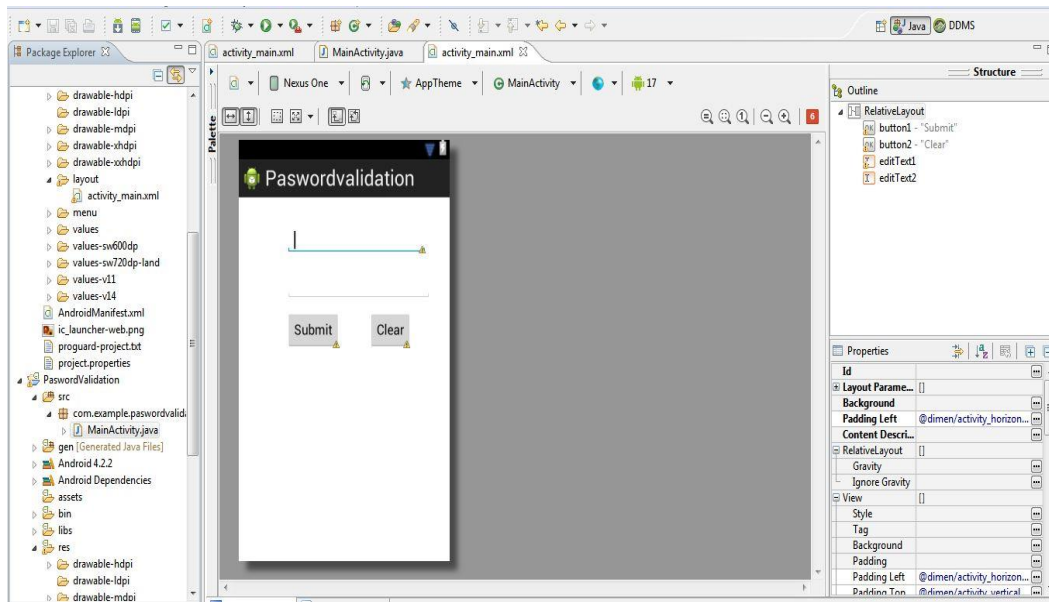 Java
DDMS
Package Explorer
drawable-hdpi
drawable-ldpi
drawable-mdpi
drawable-xhdpi
drawable-xxhdpi
layout
activity_main.xml
menu
values
values-sw600dp
values-sw720dp-land
values-v11
values-v14
AndroidManifest.xml
ic_launcher-web.png
proguard-project.txt
project.properties
PaswordValidation
src
com.example.paswordvalid
MainActivity.java
gen [Generated Java Files]
Android 4.2.2
Android Dependencies
assets
bin
libs
res
drawable-hdpi
drawable-ldpi
drawable-mdpi
activity_main.xml
MainActivity.java
activity_main.xml
Palette
Nexus One
AppTheme
MainActivity
17
6
Paswordvalidation
Submit
Clear
Structure
Outline
RelativeLayout
button1 - "Submit"
button2 - "Clear"
editText1
editText2
Properties
Id
Layout Parame... []
Background
Padding Left @dimen/activity_horizon...
Content Descri...
RelativeLayout []
Gravity
Ignore Gravity
View []
Style
Tag
Background
Padding
Padding Left @dimen/activity_horizon...
Padding Top @dimen/activity_vertical